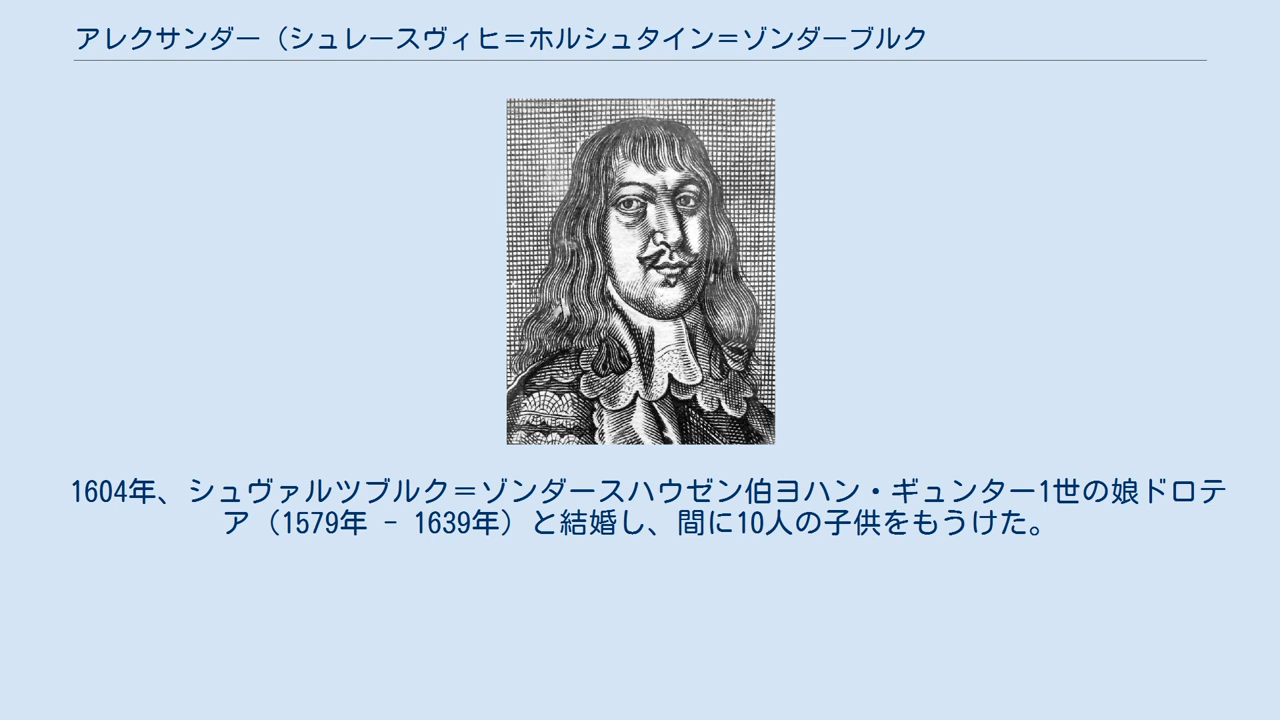 アレクサンダー（シュレースヴィヒ＝ホルシュタイン＝ゾンダーブルク
1604年、シュヴァルツブルク＝ゾンダースハウゼン伯ヨハン・ギュンター1世の娘ドロテ
ア（1579年 - 1639年）と結婚し、間に10人の子供をもうけた。